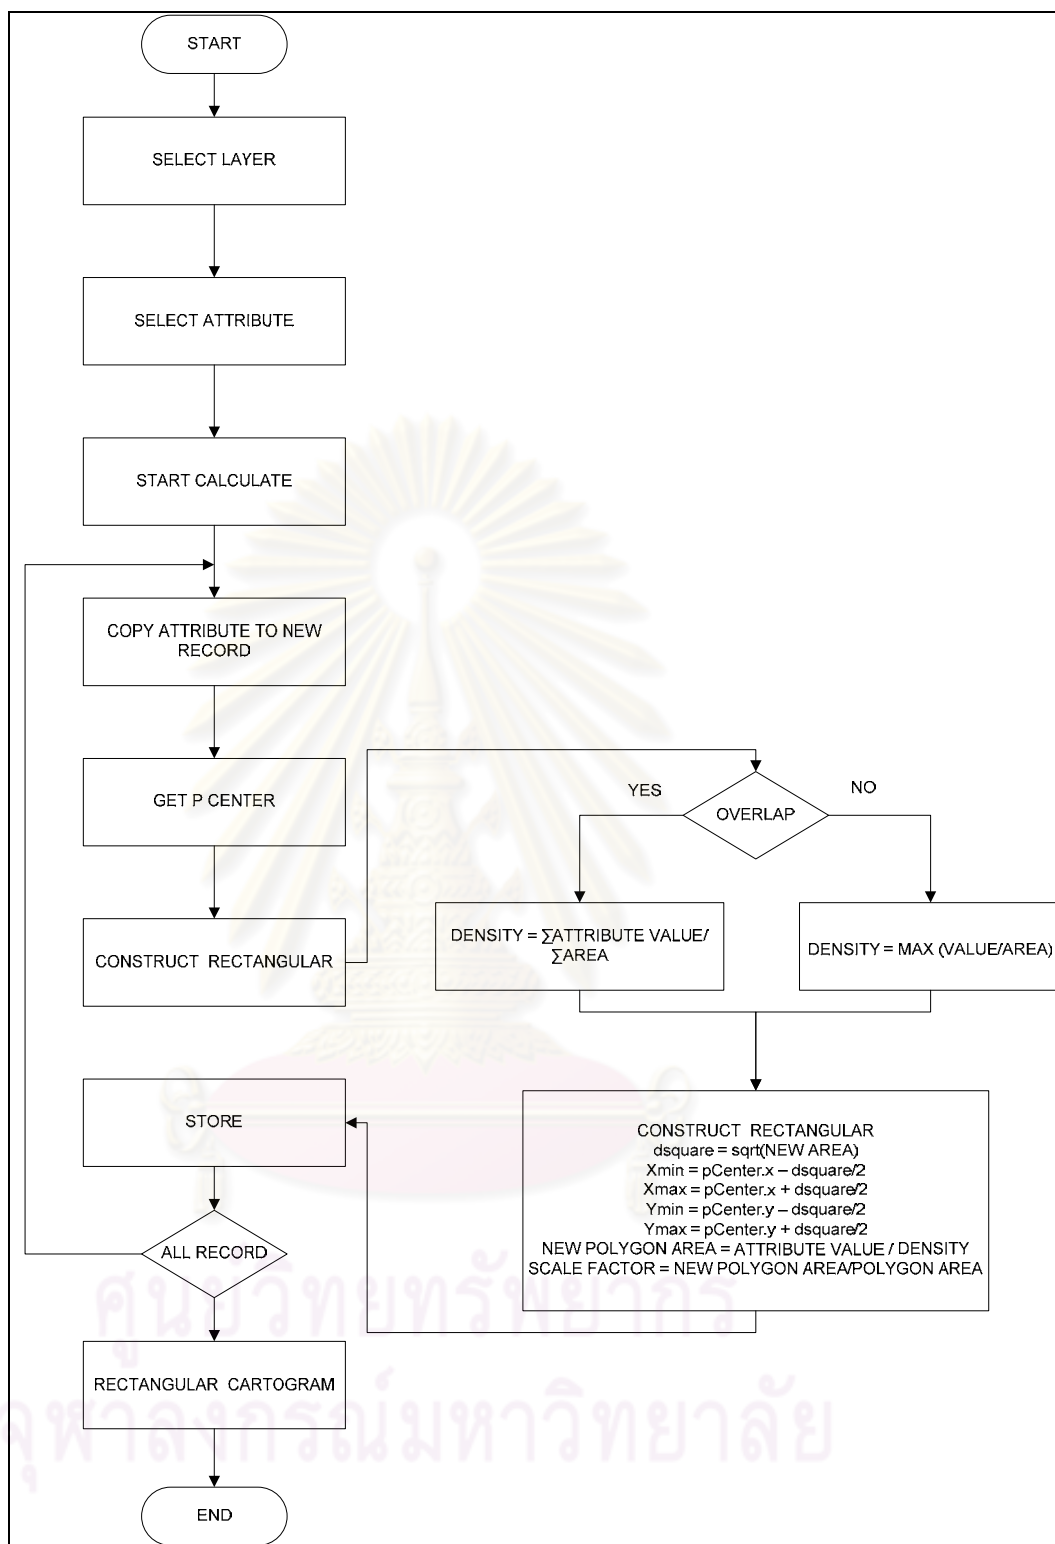 START
SELECT LAYER
SELECT ATTRIBUTE
START CALCULATE
COPY ATTRIBUTE TO NEW
RECORD
GET P CENTER
CONSTRUCT RECTANGULAR
OVERLAP
YES
NO
DENSITY = ∑ATTRIBUTE VALUE/
∑AREA
DENSITY = MAX (VALUE/AREA)
CONSTRUCT RECTANGULAR
dsquare = sqrt(NEW AREA)
Xmin = pCenter.x – dsquare/2
Xmax = pCenter.x + dsquare/2
Ymin = pCenter.y – dsquare/2
Ymax = pCenter.y + dsquare/2
NEW POLYGON AREA = ATTRIBUTE VALUE / DENSITY
SCALE FACTOR = NEW POLYGON AREA/POLYGON AREA
STORE
ALL RECORD
RECTANGULAR CARTOGRAM
END
ศูนย์วิทยทรัพยากร
จุฬาลงกรณ์มหาวิทยาลัย